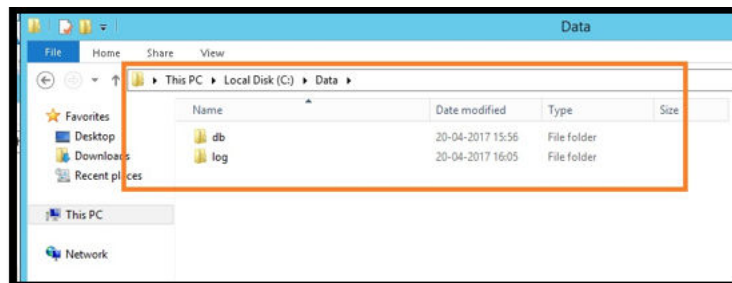 Data
File Home Share View
This PC Local Disk (C:) Data
Name Date modified Type Size
Favorites
Desktop
Downloads
Recent places
This PC
Network
db 20-04-2017 15:56 File folder
log 20-04-2017 16:05 File folder